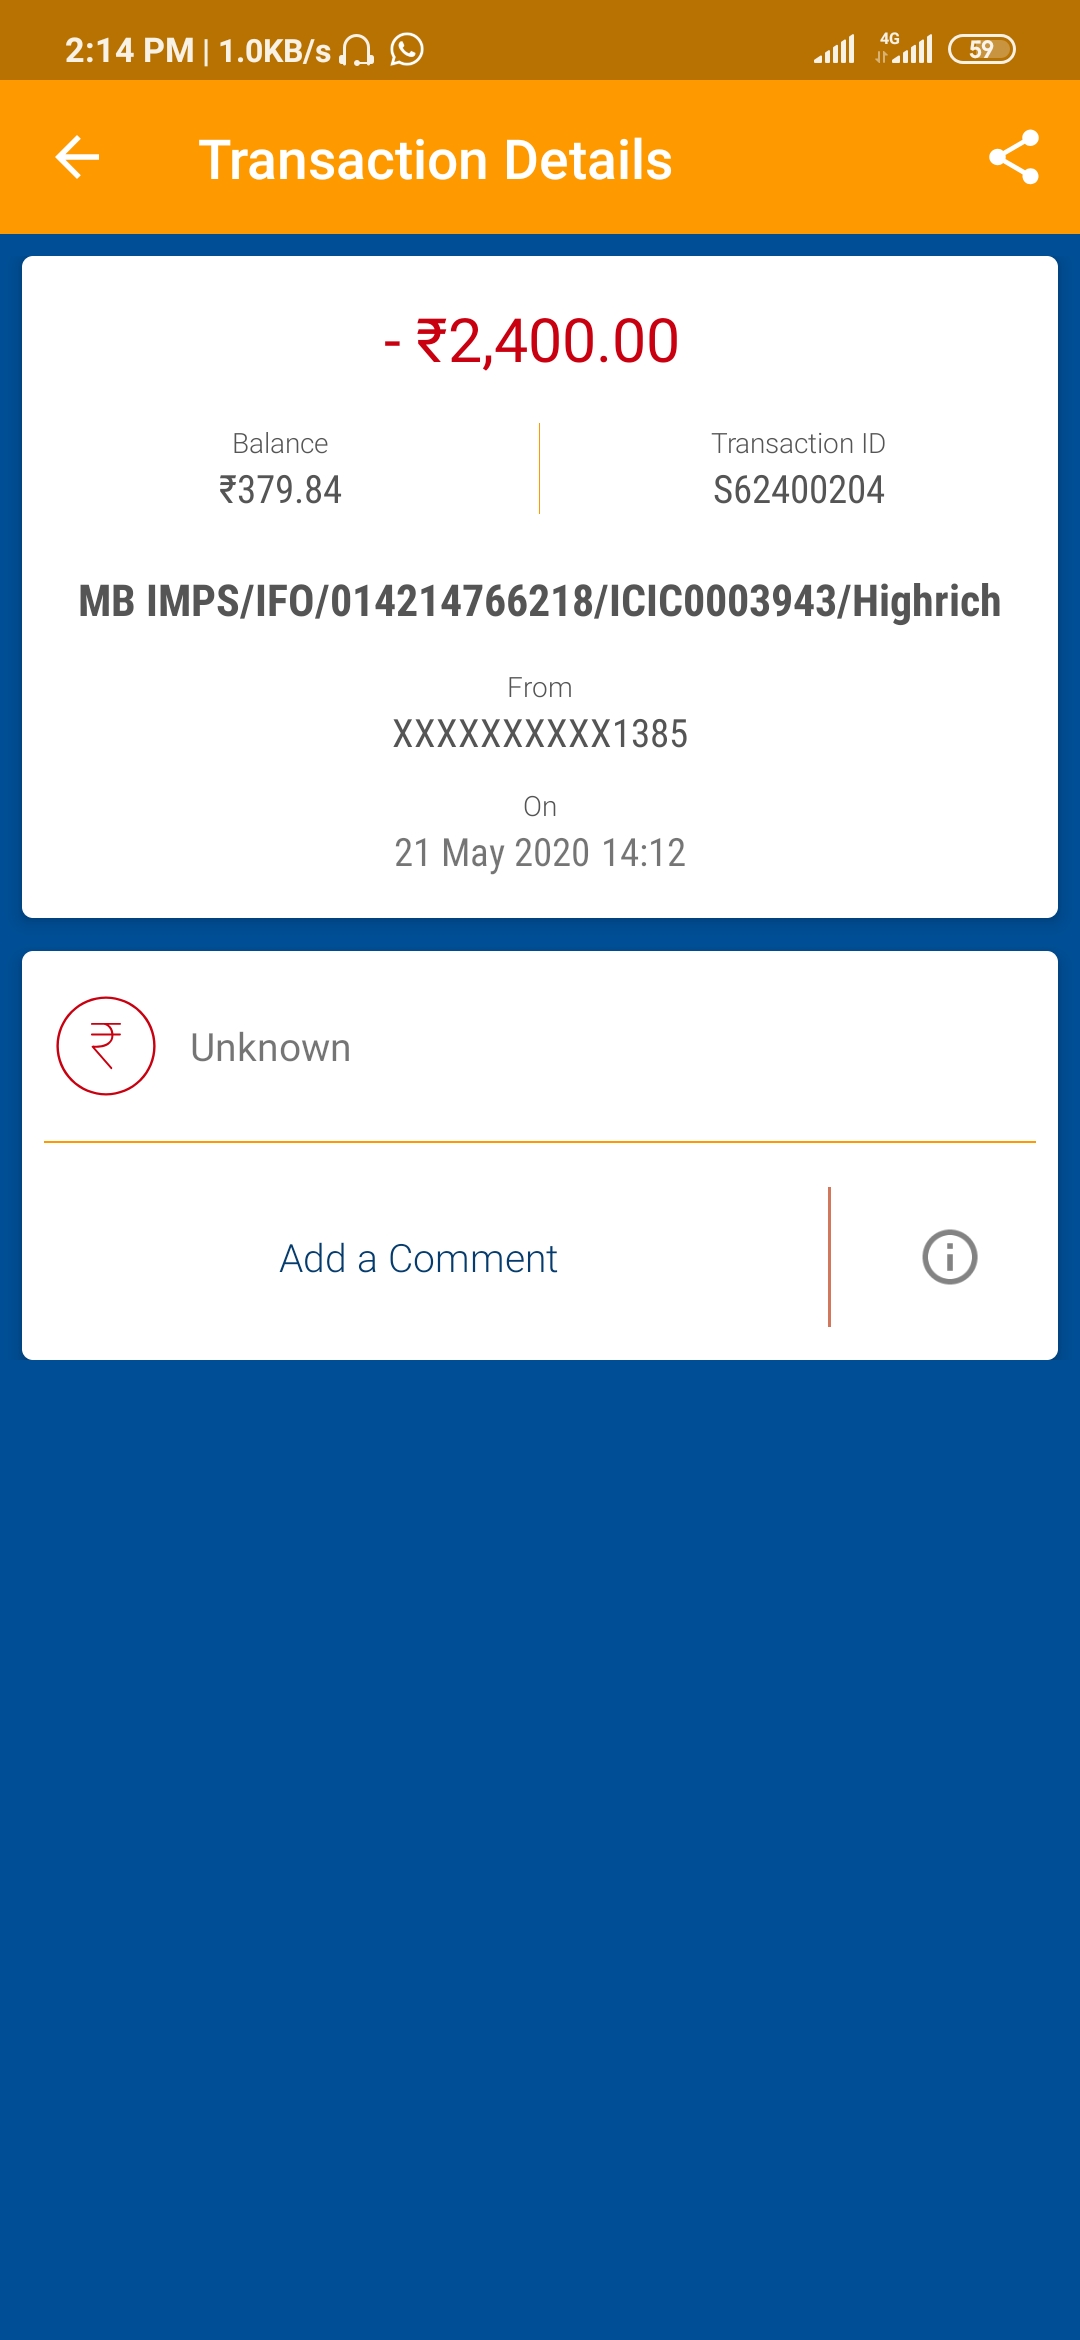 2:14 PM | 1.0KB/s 4G 59
Transaction Details
- ₹2,400.00
Balance Transaction ID
₹379.84 S62400204
MB IMPS/IFO/014214766218/ICIC0003943/Highrich
From
XXXXXXXXXX1385
On
21 May 2020 14:12
₹ Unknown
Add a Comment